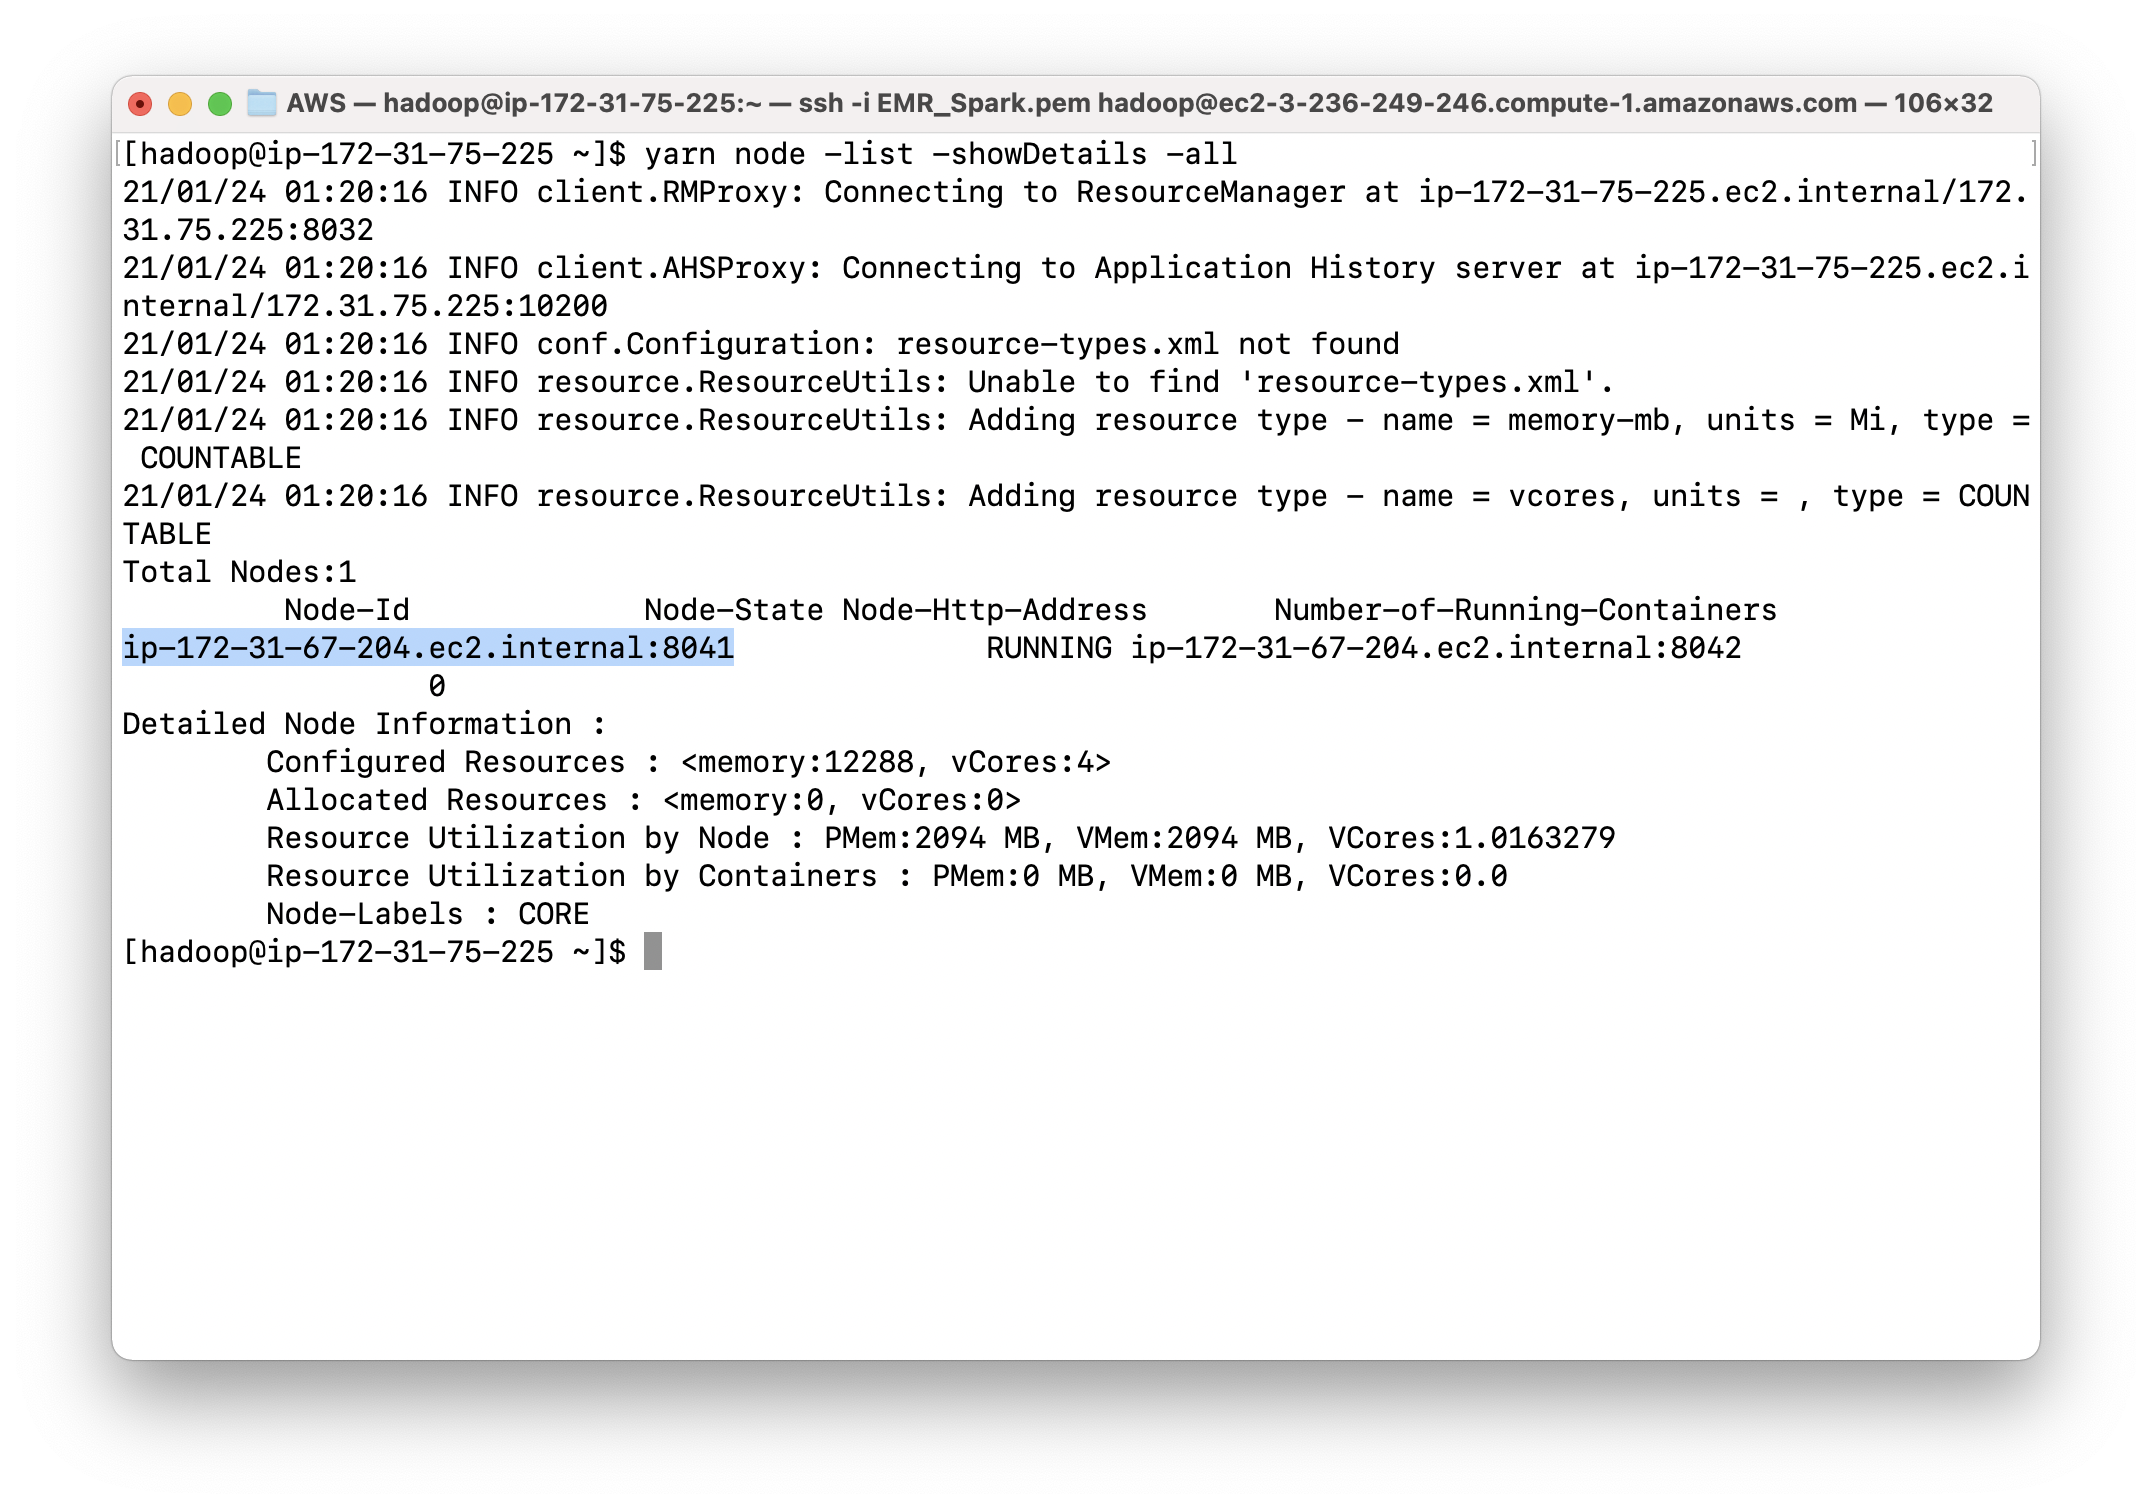 AWS — hadoop@ip-172-31-75-225:~ — ssh -i EMR_Spark.pem hadoop@ec2-3-236-249-246.compute-1.amazonaws.com — 106×32
[[hadoop@ip-172-31-75-225 ~]$ yarn node -list -showDetails -all ]
21/01/24 01:20:16 INFO client.RMProxy: Connecting to ResourceManager at ip-172-31-75-225.ec2.internal/172.
31.75.225:8032
21/01/24 01:20:16 INFO client.AHSProxy: Connecting to Application History server at ip-172-31-75-225.ec2.i
nternal/172.31.75.225:10200
21/01/24 01:20:16 INFO conf.Configuration: resource-types.xml not found
21/01/24 01:20:16 INFO resource.ResourceUtils: Unable to find 'resource-types.xml'.
21/01/24 01:20:16 INFO resource.ResourceUtils: Adding resource type - name = memory-mb, units = Mi, type =
 COUNTABLE
21/01/24 01:20:16 INFO resource.ResourceUtils: Adding resource type - name = vcores, units = , type = COUN
TABLE
Total Nodes:1
         Node-Id             Node-State Node-Http-Address       Number-of-Running-Containers
ip-172-31-67-204.ec2.internal:8041              RUNNING ip-172-31-67-204.ec2.internal:8042
                 0
Detailed Node Information :
        Configured Resources : <memory:12288, vCores:4>
        Allocated Resources : <memory:0, vCores:0>
        Resource Utilization by Node : PMem:2094 MB, VMem:2094 MB, VCores:1.0163279
        Resource Utilization by Containers : PMem:0 MB, VMem:0 MB, VCores:0.0
        Node-Labels : CORE
[hadoop@ip-172-31-75-225 ~]$